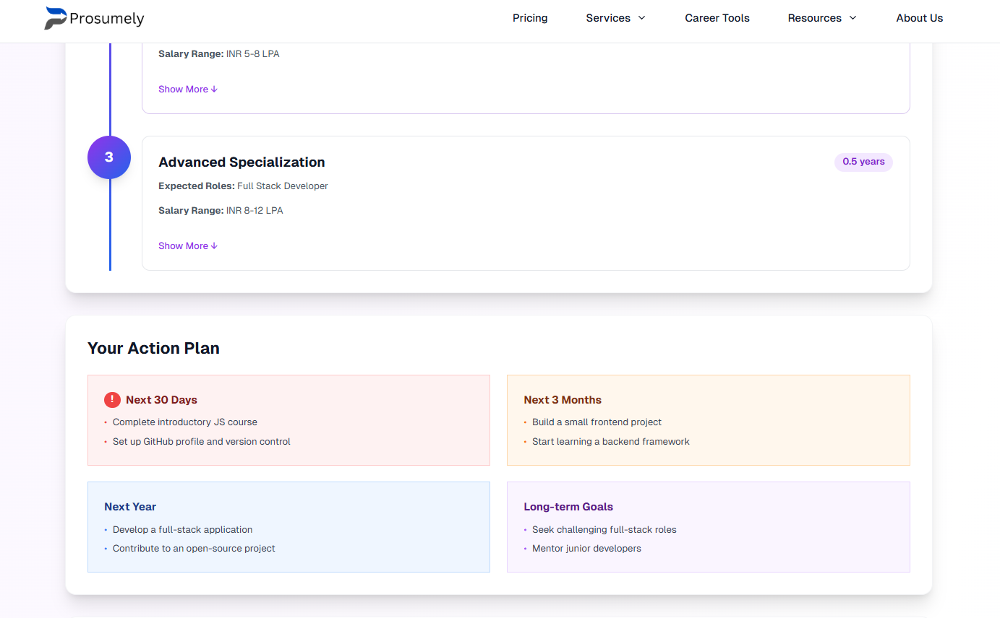 Prosumely
Pricing
Services
Career Tools
Resources
About Us
Salary Range: INR 5-8 LPA
Show More ↓
3
Advanced Specialization
0.5 years
Expected Roles: Full Stack Developer
Salary Range: INR 8-12 LPA
Show More ↓
Your Action Plan
! Next 30 Days
• Complete introductory JS course
• Set up GitHub profile and version control
Next 3 Months
• Build a small frontend project
• Start learning a backend framework
Next Year
• Develop a full-stack application
• Contribute to an open-source project
Long-term Goals
• Seek challenging full-stack roles
• Mentor junior developers